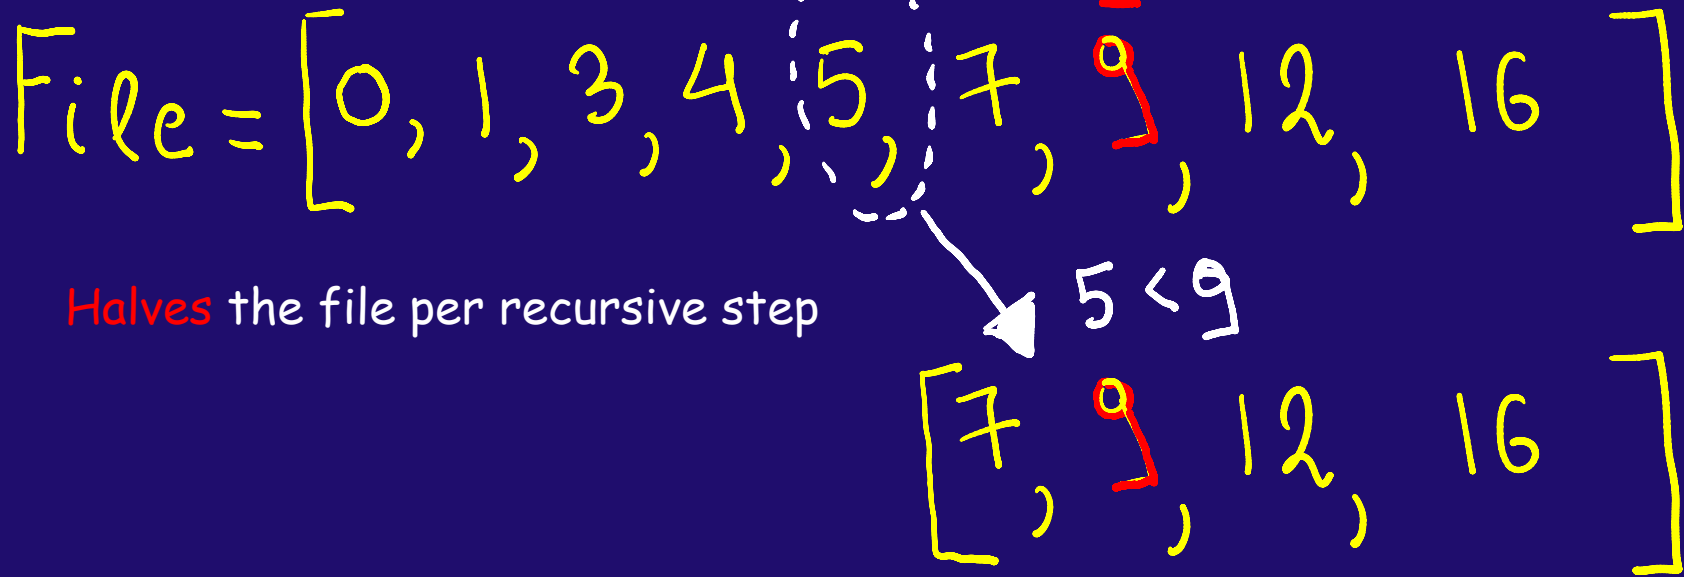 File = [0, 1, 3, 4, 5, 7, 9, 12, 16]
5 < 9
Halves the file per recursive step
[7, 9, 12, 16]